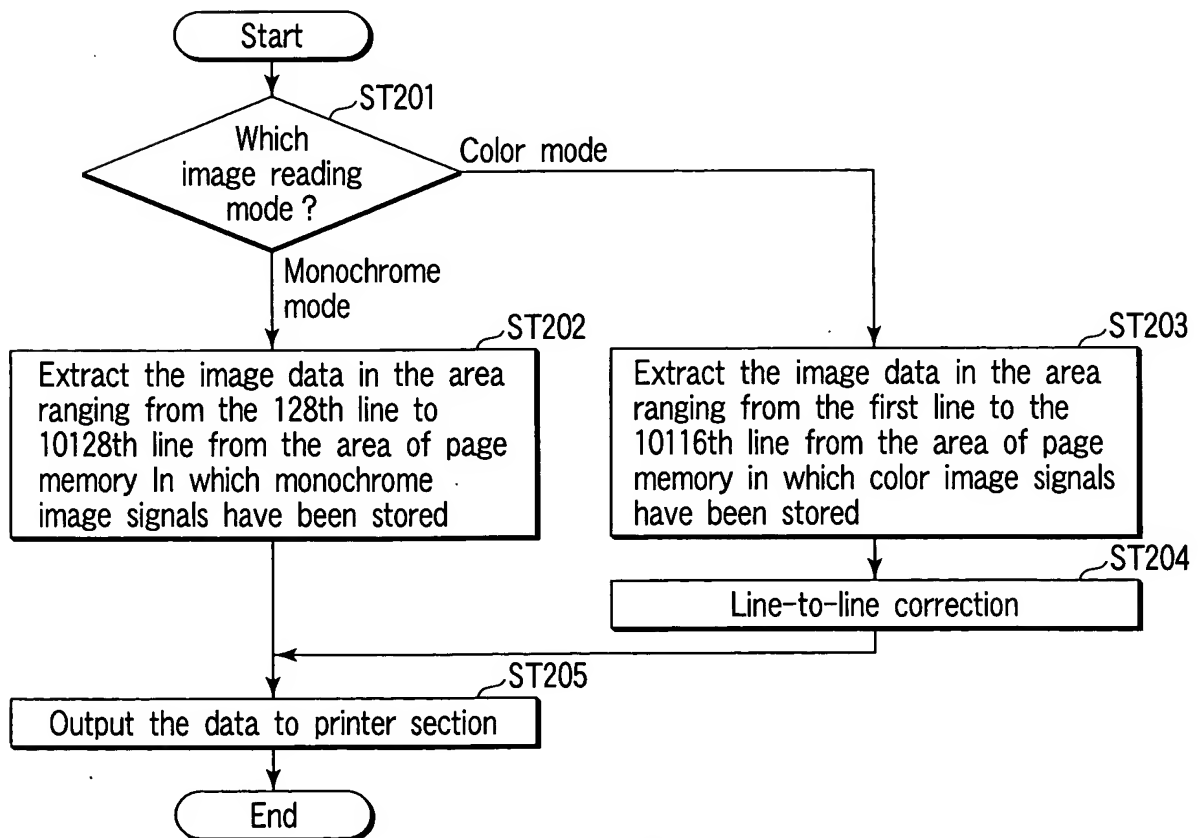 Start
ST201
Which
image reading
mode ?
Color mode
Monochrome
mode
ST202
Extract the image data in the area
ranging from the 128th line to
10128th line from the area of page
memory In which monochrome
image signals have been stored
ST203
Extract the image data in the area
ranging from the first line to the
10116th line from the area of page
memory in which color image signals
have been stored
ST204
Line-to-line correction
ST205
Output the data to printer section
End